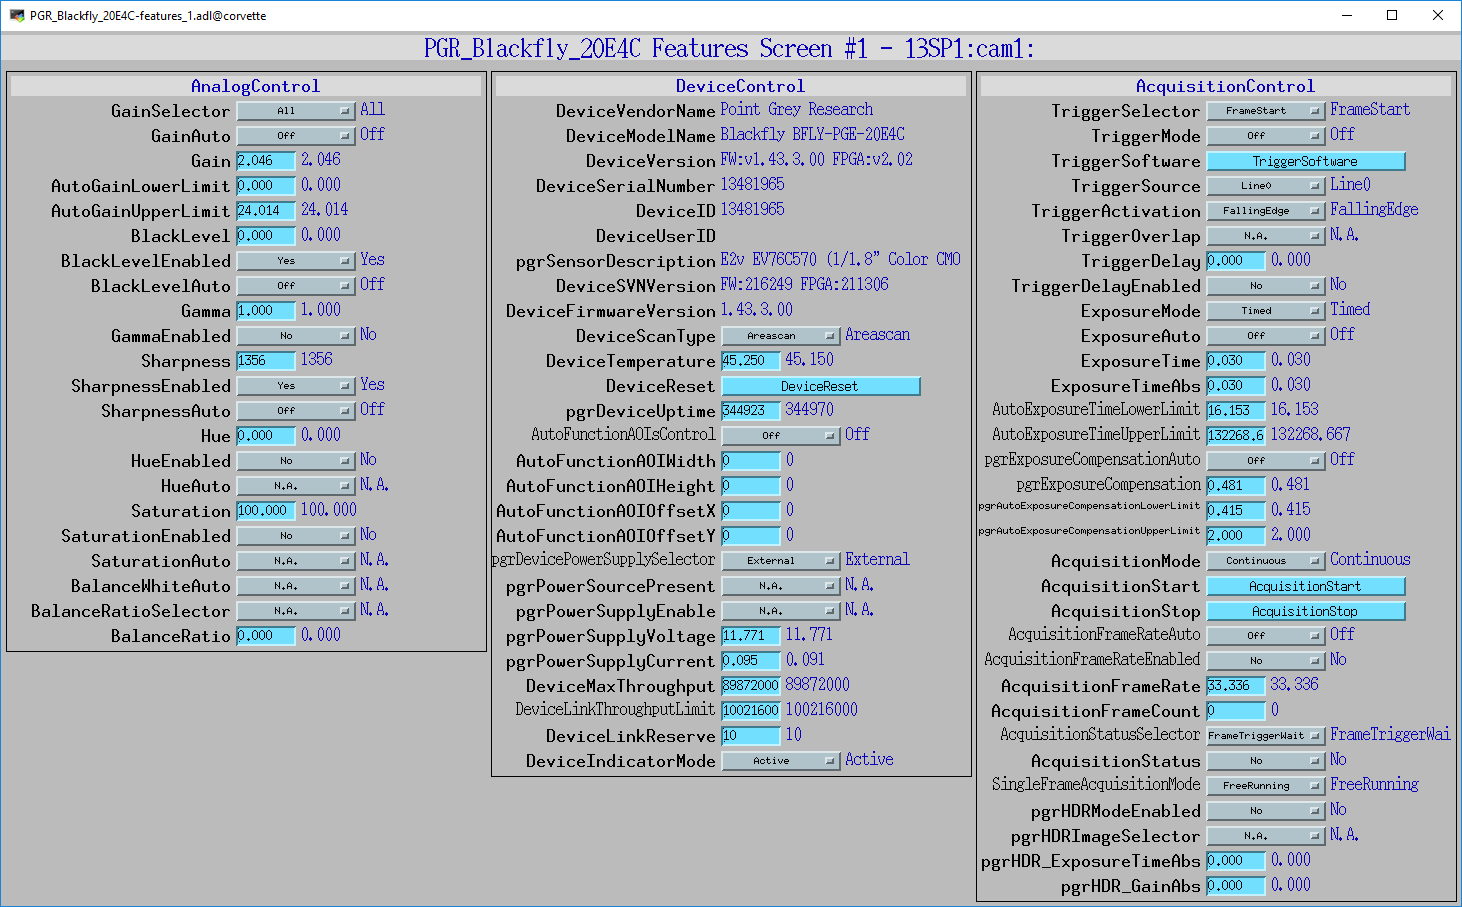 PGR_Blackfly_20E4C-features_1.adl@corvette
PGR_Blackfly_20E4C Features Screen #1 - 13SP1:cam1:
AnalogControl
GainSelector All All
GainAuto Off Off
Gain 2.046 2.046
AutoGainLowerLimit 0.000 0.000
AutoGainUpperLimit 24.014 24.014
BlackLevel 0.000 0.000
BlackLevelEnabled Yes Yes
BlackLevelAuto Off Off
Gamma 1.000 1.000
GammaEnabled No No
Sharpness 1356 1356
SharpnessEnabled Yes Yes
SharpnessAuto Off Off
Hue 0.000 0.000
HueEnabled No No
HueAuto N.A. N.A.
Saturation 100.000 100.000
SaturationEnabled No No
SaturationAuto N.A. N.A.
BalanceWhiteAuto N.A. N.A.
BalanceRatioSelector N.A. N.A.
BalanceRatio 0.000 0.000
DeviceControl
DeviceVendorName Point Grey Research
DeviceModelName Blackfly BFLY-PGE-20E4C
DeviceVersion FW:v1.43.3.00 FPGA:v2.02
DeviceSerialNumber 13481965
DeviceID 13481965
DeviceUserID
pgrSensorDescription E2v EV76C570 (1/1.8" Color CMO
DeviceSVNVersion FW:216249 FPGA:211306
DeviceFirmwareVersion 1.43.3.00
DeviceScanType Areascan Areascan
DeviceTemperature 45.250 45.150
DeviceReset DeviceReset
pgrDeviceUptime 344923 344970
AutoFunctionAOIsControl Off Off
AutoFunctionAOIWidth 0 0
AutoFunctionAOIHeight 0 0
AutoFunctionAOIOffsetX 0 0
AutoFunctionAOIOffsetY 0 0
pgrDevicePowerSupplySelector External External
pgrPowerSourcePresent N.A. N.A.
pgrPowerSupplyEnable N.A. N.A.
pgrPowerSupplyVoltage 11.771 11.771
pgrPowerSupplyCurrent 0.095 0.091
DeviceMaxThroughput 89872000 89872000
DeviceLinkThroughputLimit 10021600 100216000
DeviceLinkReserve 10 10
DeviceIndicatorMode Active Active
AcquisitionControl
TriggerSelector FrameStart FrameStart
TriggerMode Off Off
TriggerSoftware TriggerSoftware
TriggerSource Line0 Line0
TriggerActivation FallingEdge FallingEdge
TriggerOverlap N.A. N.A.
TriggerDelay 0.000 0.000
TriggerDelayEnabled No No
ExposureMode Timed Timed
ExposureAuto Off Off
ExposureTime 0.030 0.030
ExposureTimeAbs 0.030 0.030
AutoExposureTimeLowerLimit 16.153 16.153
AutoExposureTimeUpperLimit 132268.6 132268.667
pgrExposureCompensationAuto Off Off
pgrExposureCompensation 0.481 0.481
pgrAutoExposureCompensationLowerLimit 0.415 0.415
pgrAutoExposureCompensationUpperLimit 2.000 2.000
AcquisitionMode Continuous Continuous
AcquisitionStart AcquisitionStart
AcquisitionStop AcquisitionStop
AcquisitionFrameRateAuto Off Off
AcquisitionFrameRateEnabled No No
AcquisitionFrameRate 33.336 33.336
AcquisitionFrameCount 0 0
AcquisitionStatusSelector FrameTriggerWait FrameTriggerWai
AcquisitionStatus No No
SingleFrameAcquisitionMode FreeRunning FreeRunning
pgrHDRModeEnabled No No
pgrHDRImageSelector N.A. N.A.
pgrHDR_ExposureTimeAbs 0.000 0.000
pgrHDR_GainAbs 0.000 0.000